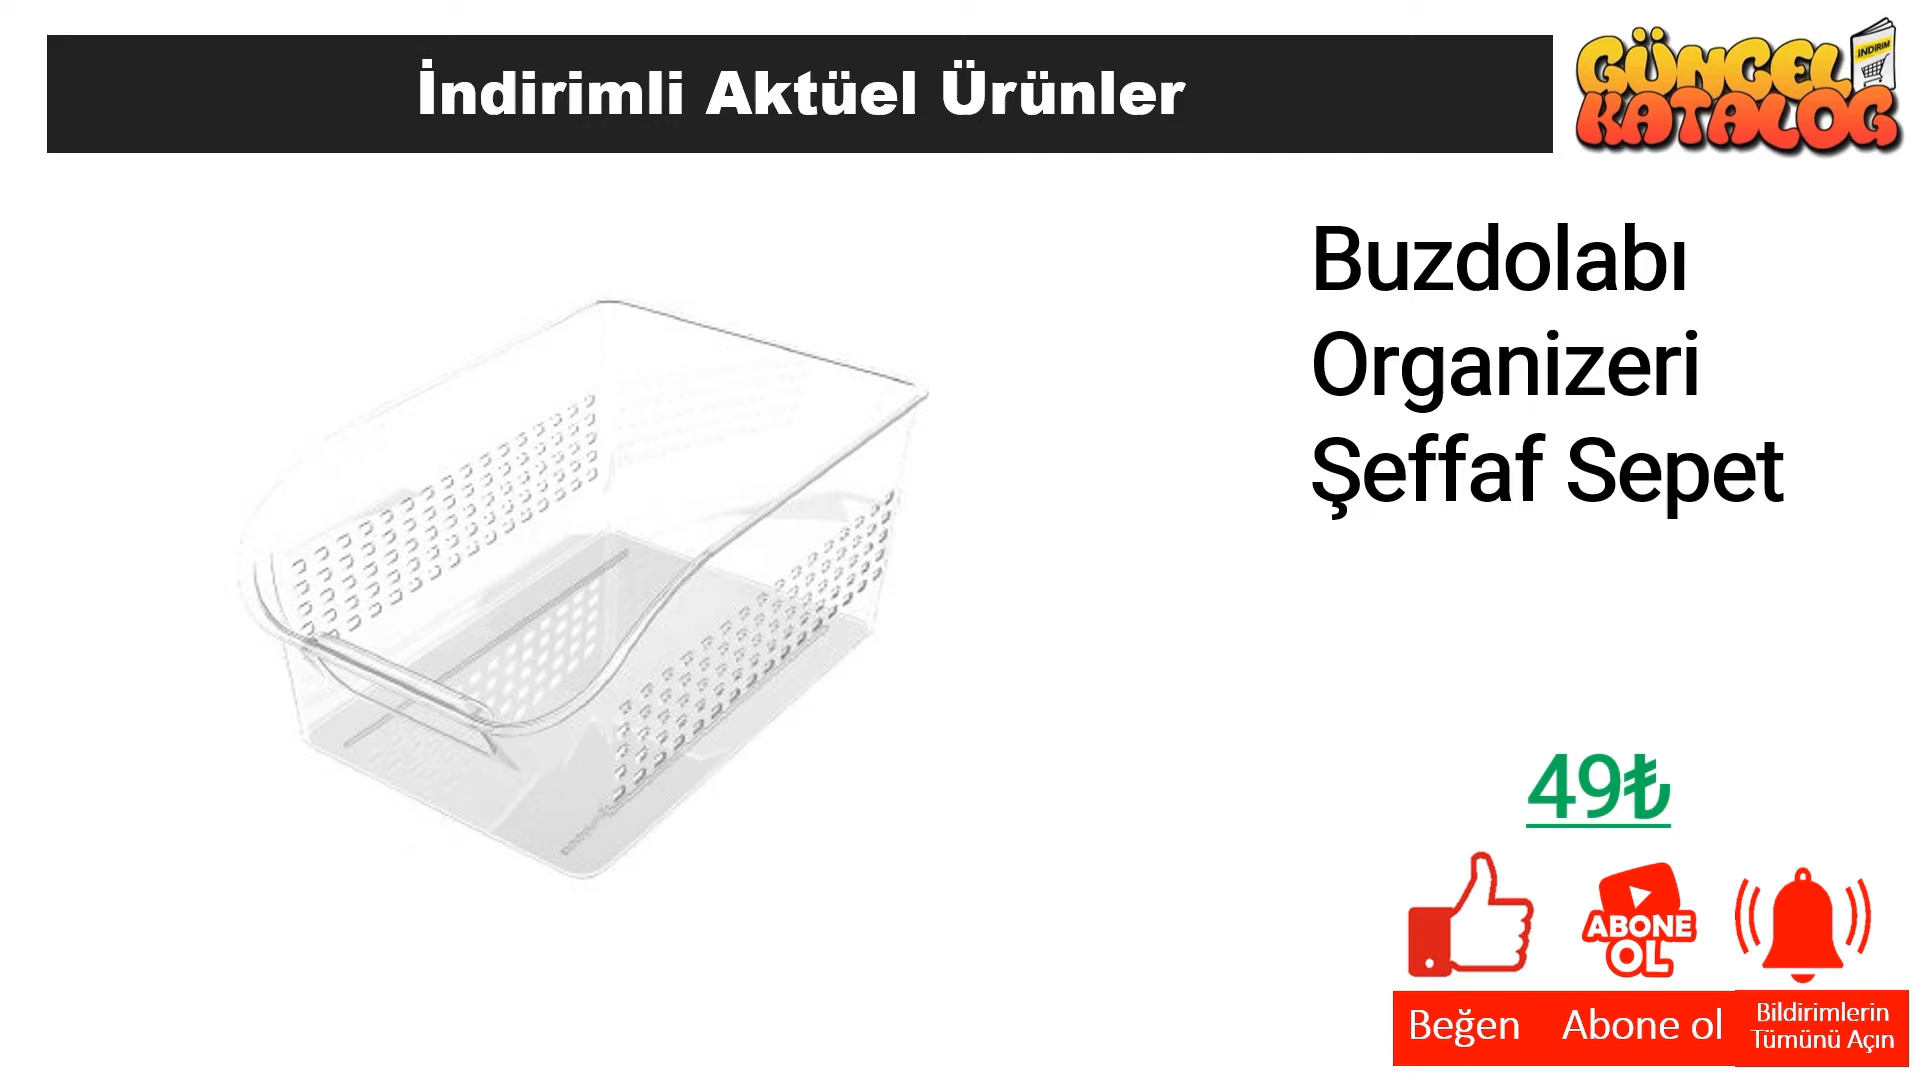 İndirimli Aktüel Ürünler
GÜNCEL
KATALOG
İNDİRİM
Buzdolabı
Organizeri
Şeffaf Sepet
49₺
ABONE
OL
Beğen
Abone ol
Bildirimlerin
Tümünü Açın